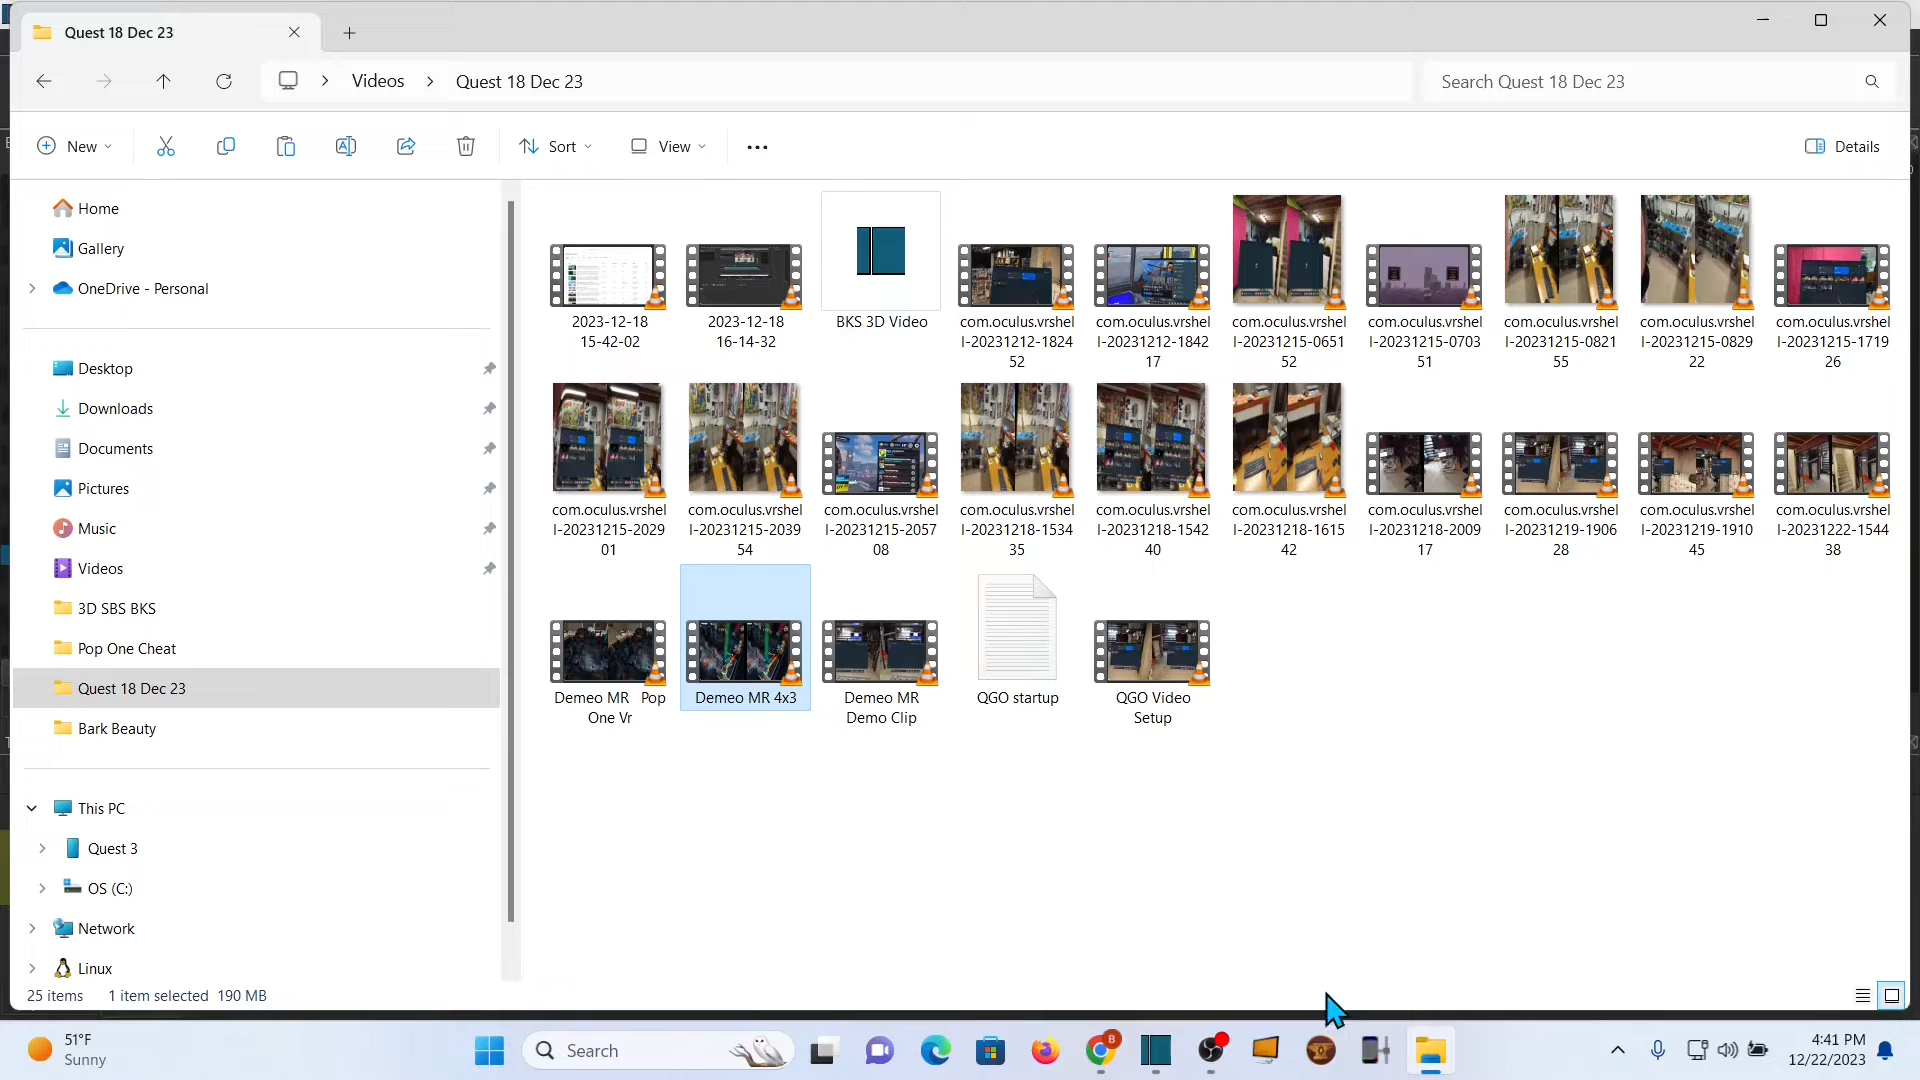 Quest 18 Dec 23
Videos
Quest 18 Dec 23
Search Quest 18 Dec 23
New
Sort
View
Details
Home
Gallery
OneDrive - Personal
Desktop
Downloads
Documents
Pictures
Music
Videos
3D SBS BKS
Pop One Cheat
Quest 18 Dec 23
Bark Beauty
This PC
Quest 3
OS (C:)
Network
Linux
2023-12-18
15-42-02
2023-12-18
16-14-32
BKS 3D Video
com.oculus.vrshel
l-20231212-1824
52
com.oculus.vrshel
l-20231212-1842
17
com.oculus.vrshel
l-20231215-0651
52
com.oculus.vrshel
l-20231215-0703
51
com.oculus.vrshel
l-20231215-0821
55
com.oculus.vrshel
l-20231215-0829
22
com.oculus.vrshel
l-20231215-1719
26
com.oculus.vrshel
l-20231215-2029
01
com.oculus.vrshel
l-20231215-2039
54
com.oculus.vrshel
l-20231215-2057
08
com.oculus.vrshel
l-20231218-1534
35
com.oculus.vrshel
l-20231218-1542
40
com.oculus.vrshel
l-20231218-1615
42
com.oculus.vrshel
l-20231218-2009
17
com.oculus.vrshel
l-20231219-1906
28
com.oculus.vrshel
l-20231219-1910
45
com.oculus.vrshel
l-20231222-1544
38
Demeo MR Pop
One Vr
Demeo MR 4x3
Demeo MR
Demo Clip
QGO startup
QGO Video
Setup
25 items 1 item selected 190 MB
51°F
Sunny
Search
B
4:41 PM
12/22/2023